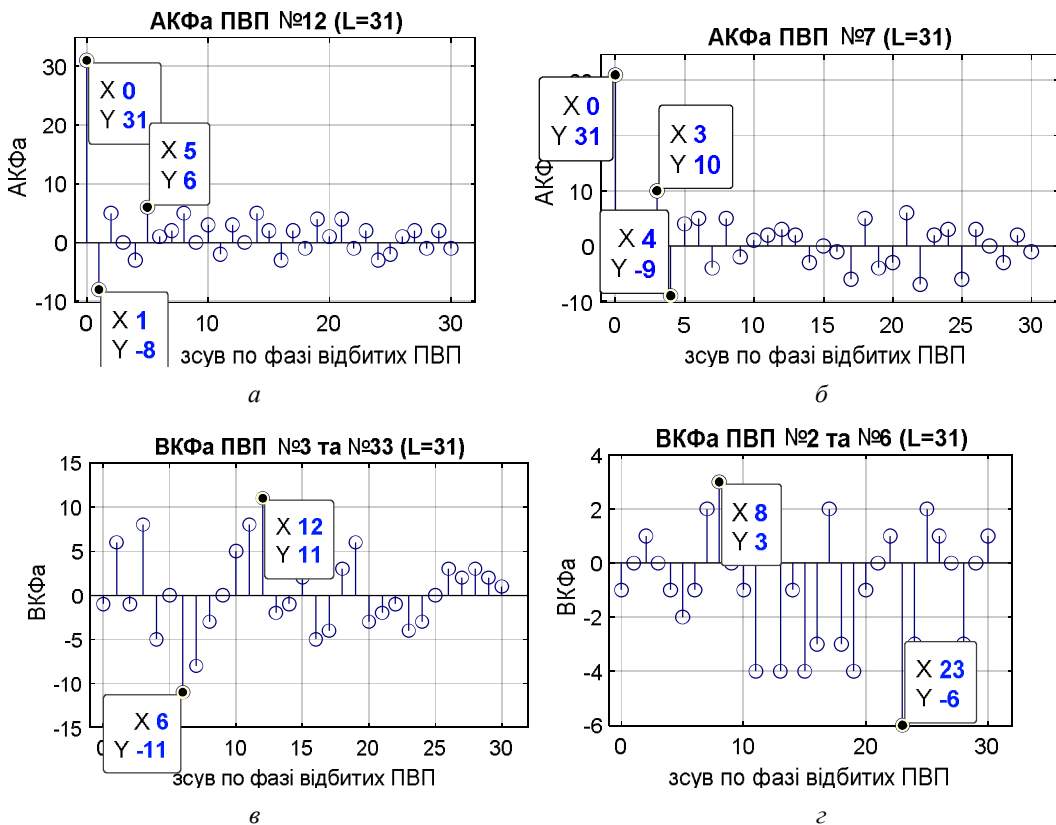 АКФа ПВП №12 (L=31)
30
20
10
0
-10
АКФа
X 0
Y 31
X 5
Y 6
X 1
Y -8
0
10
20
30
зсув по фазі відбитих ПВП
а
АКФа ПВП №7 (L=31)
10
0
-10
X 0
Y 31
X 3
Y 10
X 4
Y -9
0
5
10
15
20
25
30
зсув по фазі відбитих ПВП
б
ВКФа ПВП №3 та №33 (L=31)
15
10
5
0
-5
-10
-15
ВКФа
X 12
Y 11
X 6
Y -11
10
15
20
25
30
зсув по фазі відбитих ПВП
в
ВКФа ПВП №2 та №6 (L=31)
4
2
0
-2
-4
-6
ВКФа
X 8
Y 3
X 23
Y -6
0
10
20
30
зсув по фазі відбитих ПВП
г